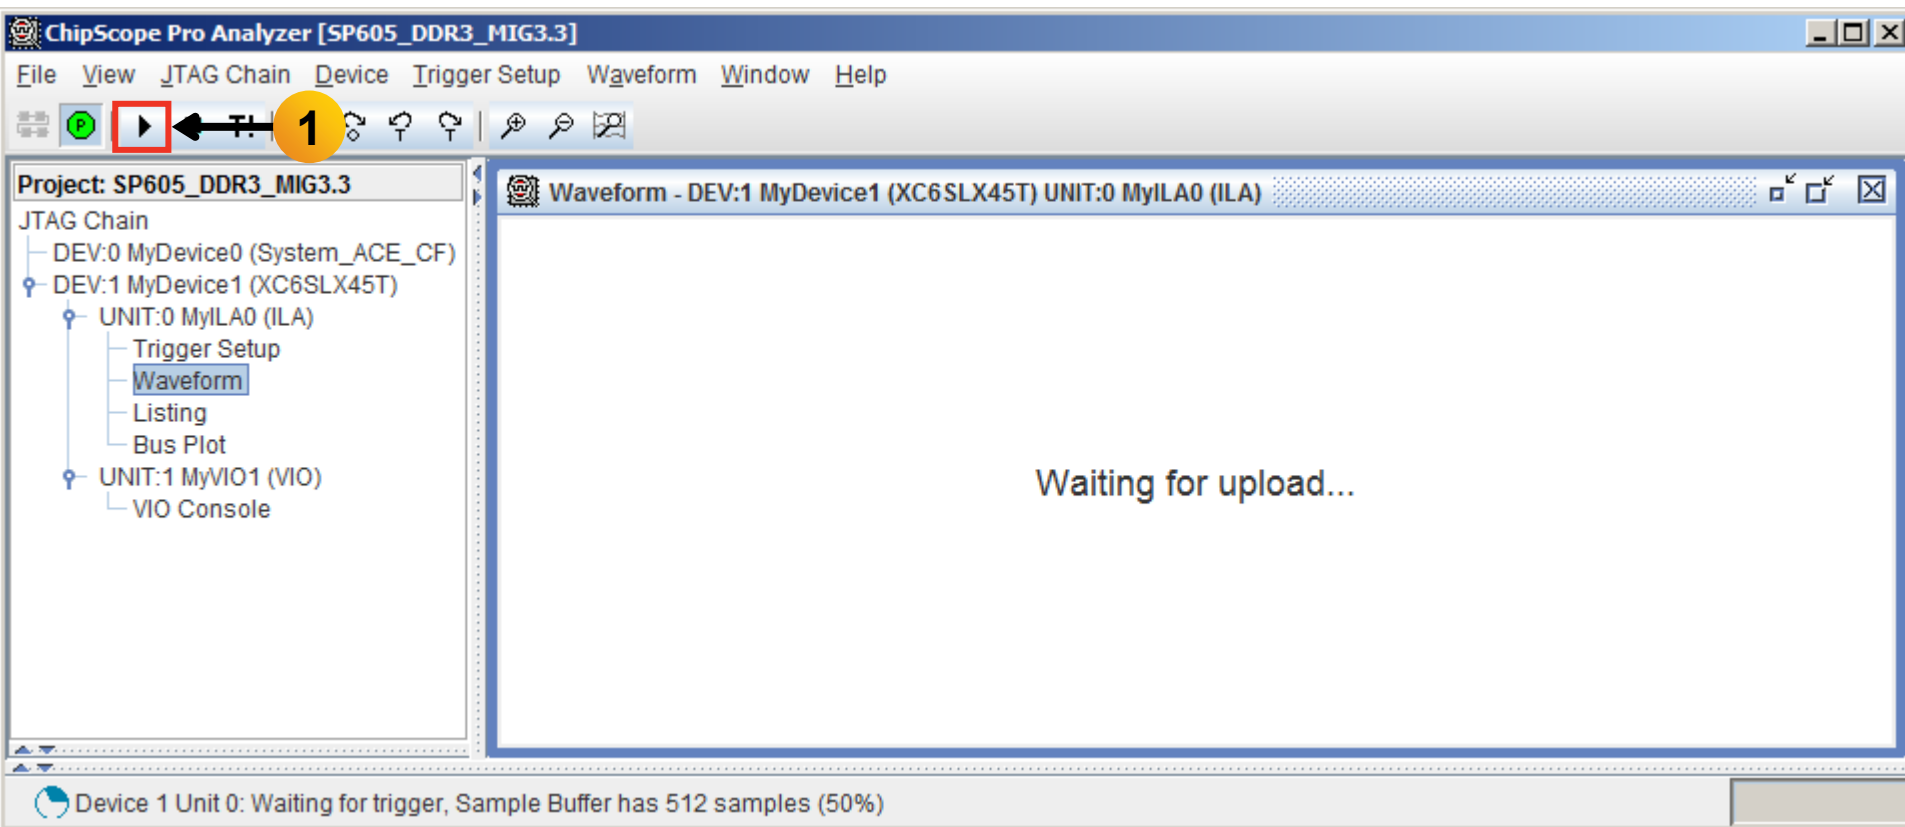 ChipScope Pro Analyzer [SP605_DDR3_MIG3.3]
File View JTAG Chain Device Trigger Setup Waveform Window Help
P T! 1 T T
Project: SP605_DDR3_MIG3.3
JTAG Chain
DEV:0 MyDevice0 (System_ACE_CF)
DEV:1 MyDevice1 (XC6SLX45T)
UNIT:0 MyILA0 (ILA)
Trigger Setup
Waveform
Listing
Bus Plot
UNIT:1 MyVIO1 (VIO)
VIO Console
Waveform - DEV:1 MyDevice1 (XC6SLX45T) UNIT:0 MyILA0 (ILA)
Waiting for upload...
Device 1 Unit 0: Waiting for trigger, Sample Buffer has 512 samples (50%)